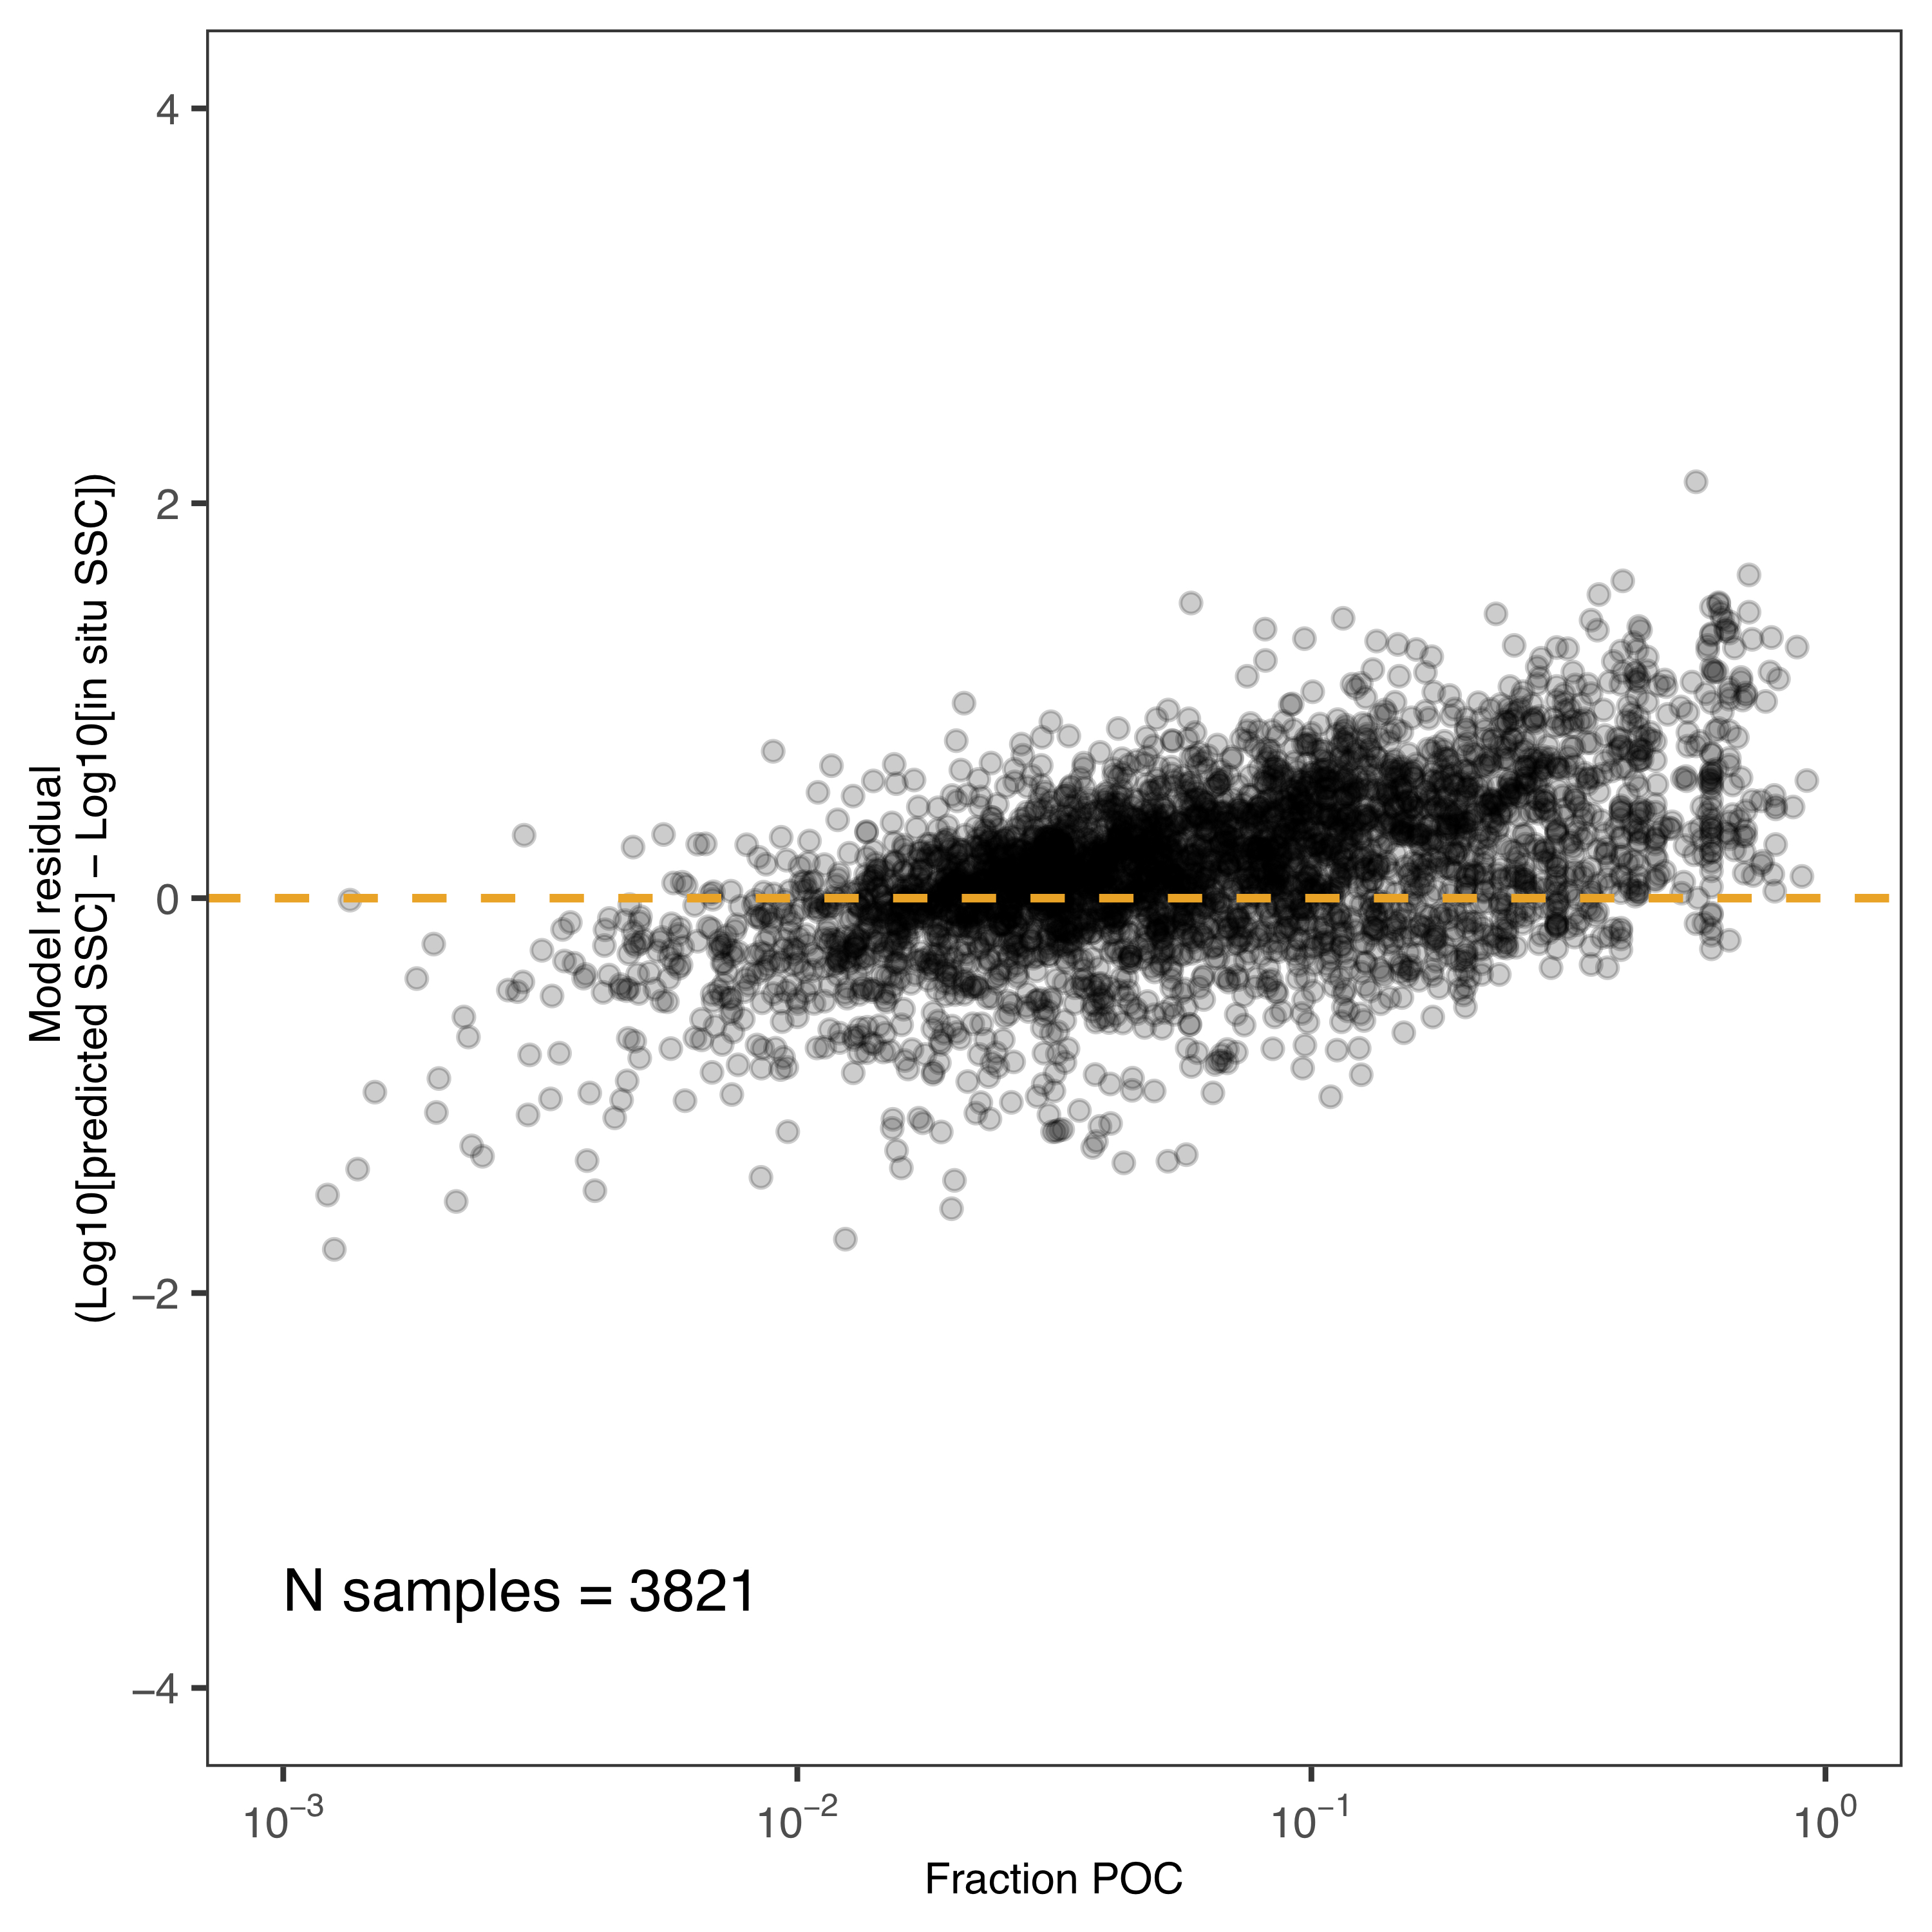 Model residual
(Log10[predicted SSC] − Log10[in situ SSC])
4
2
0
−2
−4
N samples = 3821
10⁻³ 10⁻² 10⁻¹ 10⁰
Fraction POC